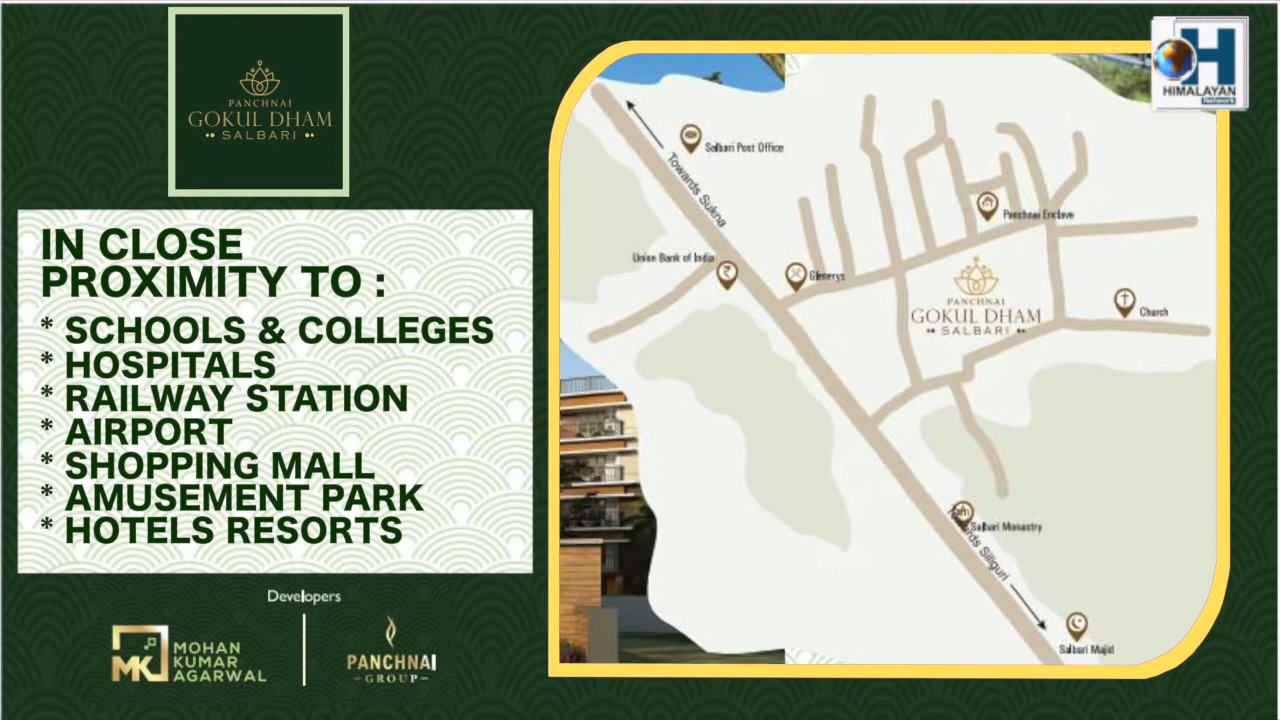 PANCHNAI
GOKUL DHAM
SALBARI
IN CLOSE
PROXIMITY TO :
* SCHOOLS & COLLEGES
* HOSPITALS
* RAILWAY STATION
* AIRPORT
* SHOPPING MALL
* AMUSEMENT PARK
* HOTELS RESORTS
Developers
MK
MOHAN
KUMAR
AGARWAL
PANCHNAI
GROUP
H
HIMALAYAN
Network
Salbari Post Office
Towards Sukna
Panchnai Enclave
Union Bank of India
Glenerys
PANCHNAI
GOKUL DHAM
SALBARI
Church
Salbari Monastry
Towards Siliguri
Salbari Majid